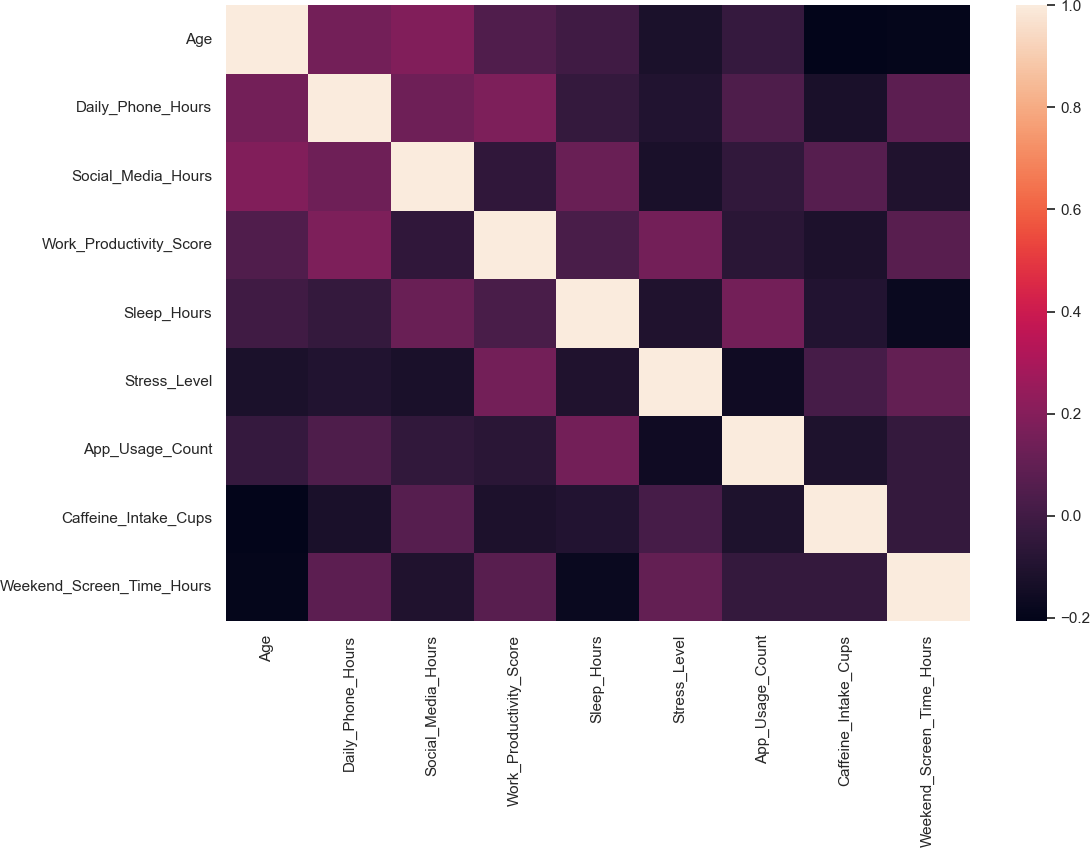 Age
Daily_Phone_Hours
Social_Media_Hours
Work_Productivity_Score
Sleep_Hours
Stress_Level
App_Usage_Count
Caffeine_Intake_Cups
Weekend_Screen_Time_Hours
Age
Daily_Phone_Hours
Social_Media_Hours
Work_Productivity_Score
Sleep_Hours
Stress_Level
App_Usage_Count
Caffeine_Intake_Cups
Weekend_Screen_Time_Hours
1.0
0.8
0.6
0.4
0.2
0.0
−0.2